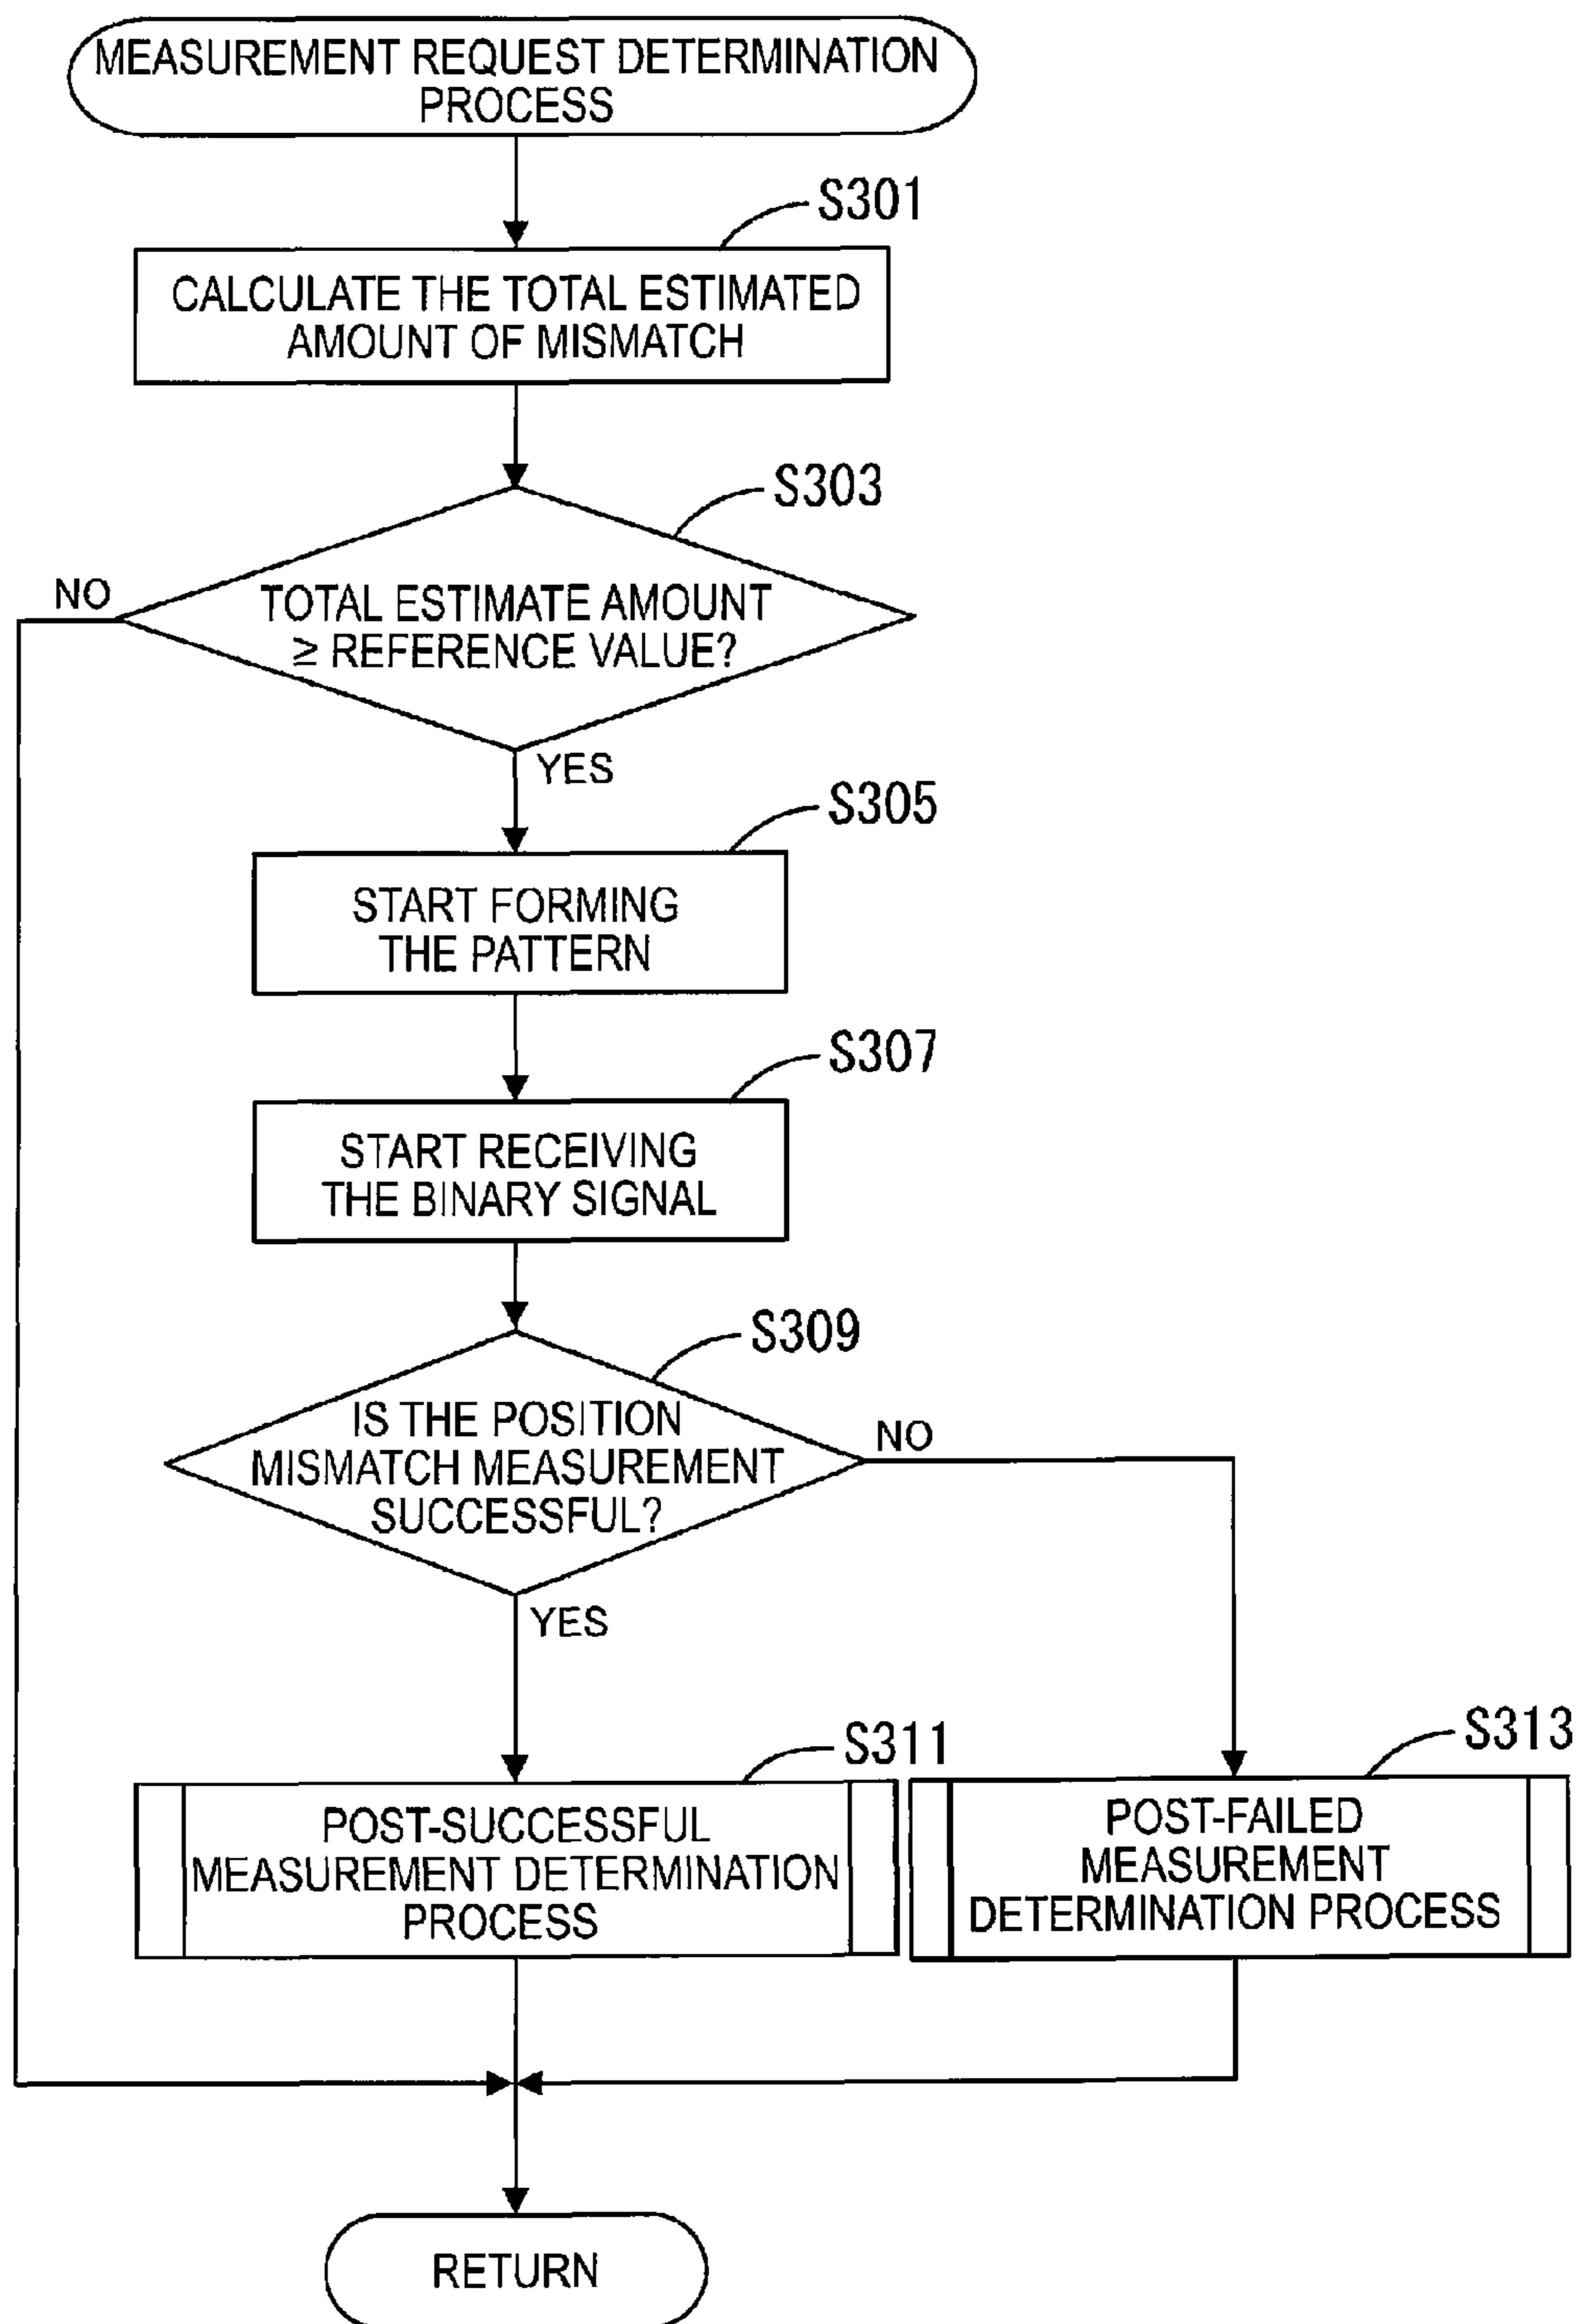 MEASUREMENT REQUEST DETERMINATION
PROCESS
S301
CALCULATE THE TOTAL ESTIMATED
AMOUNT OF MISMATCH
S303
NO
TOTAL ESTIMATE AMOUNT
≥ REFERENCE VALUE?
YES
S305
START FORMING
THE PATTERN
S307
START RECEIVING
THE BINARY SIGNAL
S309
IS THE POSITION
MISMATCH MEASUREMENT
SUCCESSFUL?
NO
YES
S311
POST-SUCCESSFUL
MEASUREMENT DETERMINATION
PROCESS
S313
POST-FAILED
MEASUREMENT
DETERMINATION PROCESS
RETURN